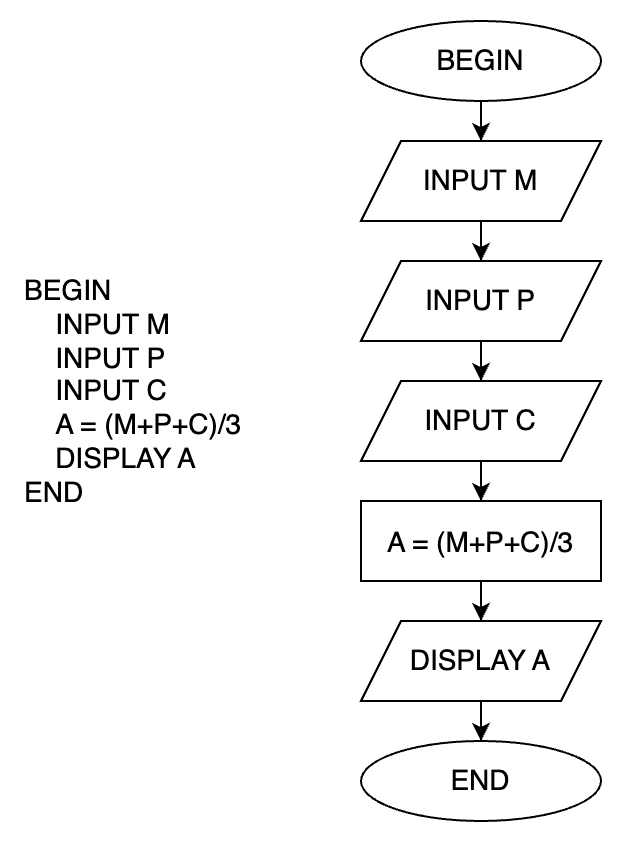 BEGIN
INPUT M
INPUT P
INPUT C
A = (M+P+C)/3
DISPLAY A
END
BEGIN
INPUT M
INPUT P
INPUT C
A = (M+P+C)/3
DISPLAY A
END